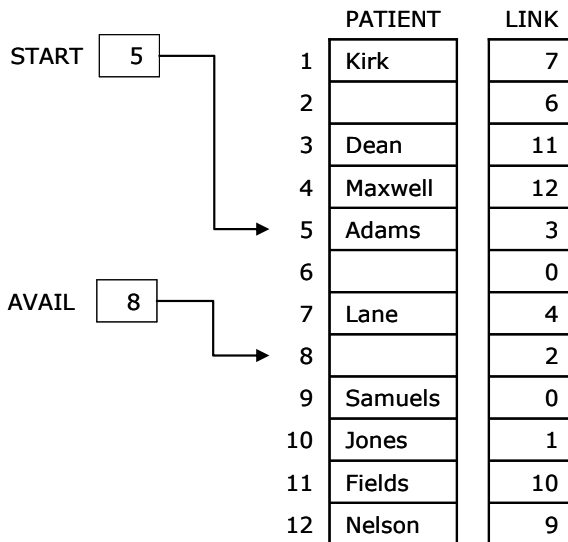 PATIENT LINK
START 5 1 Kirk 7
2 6
3 Dean 11
4 Maxwell 12
5 Adams 3
6 0
AVAIL 8 7 Lane 4
8 2
9 Samuels 0
10 Jones 1
11 Fields 10
12 Nelson 9